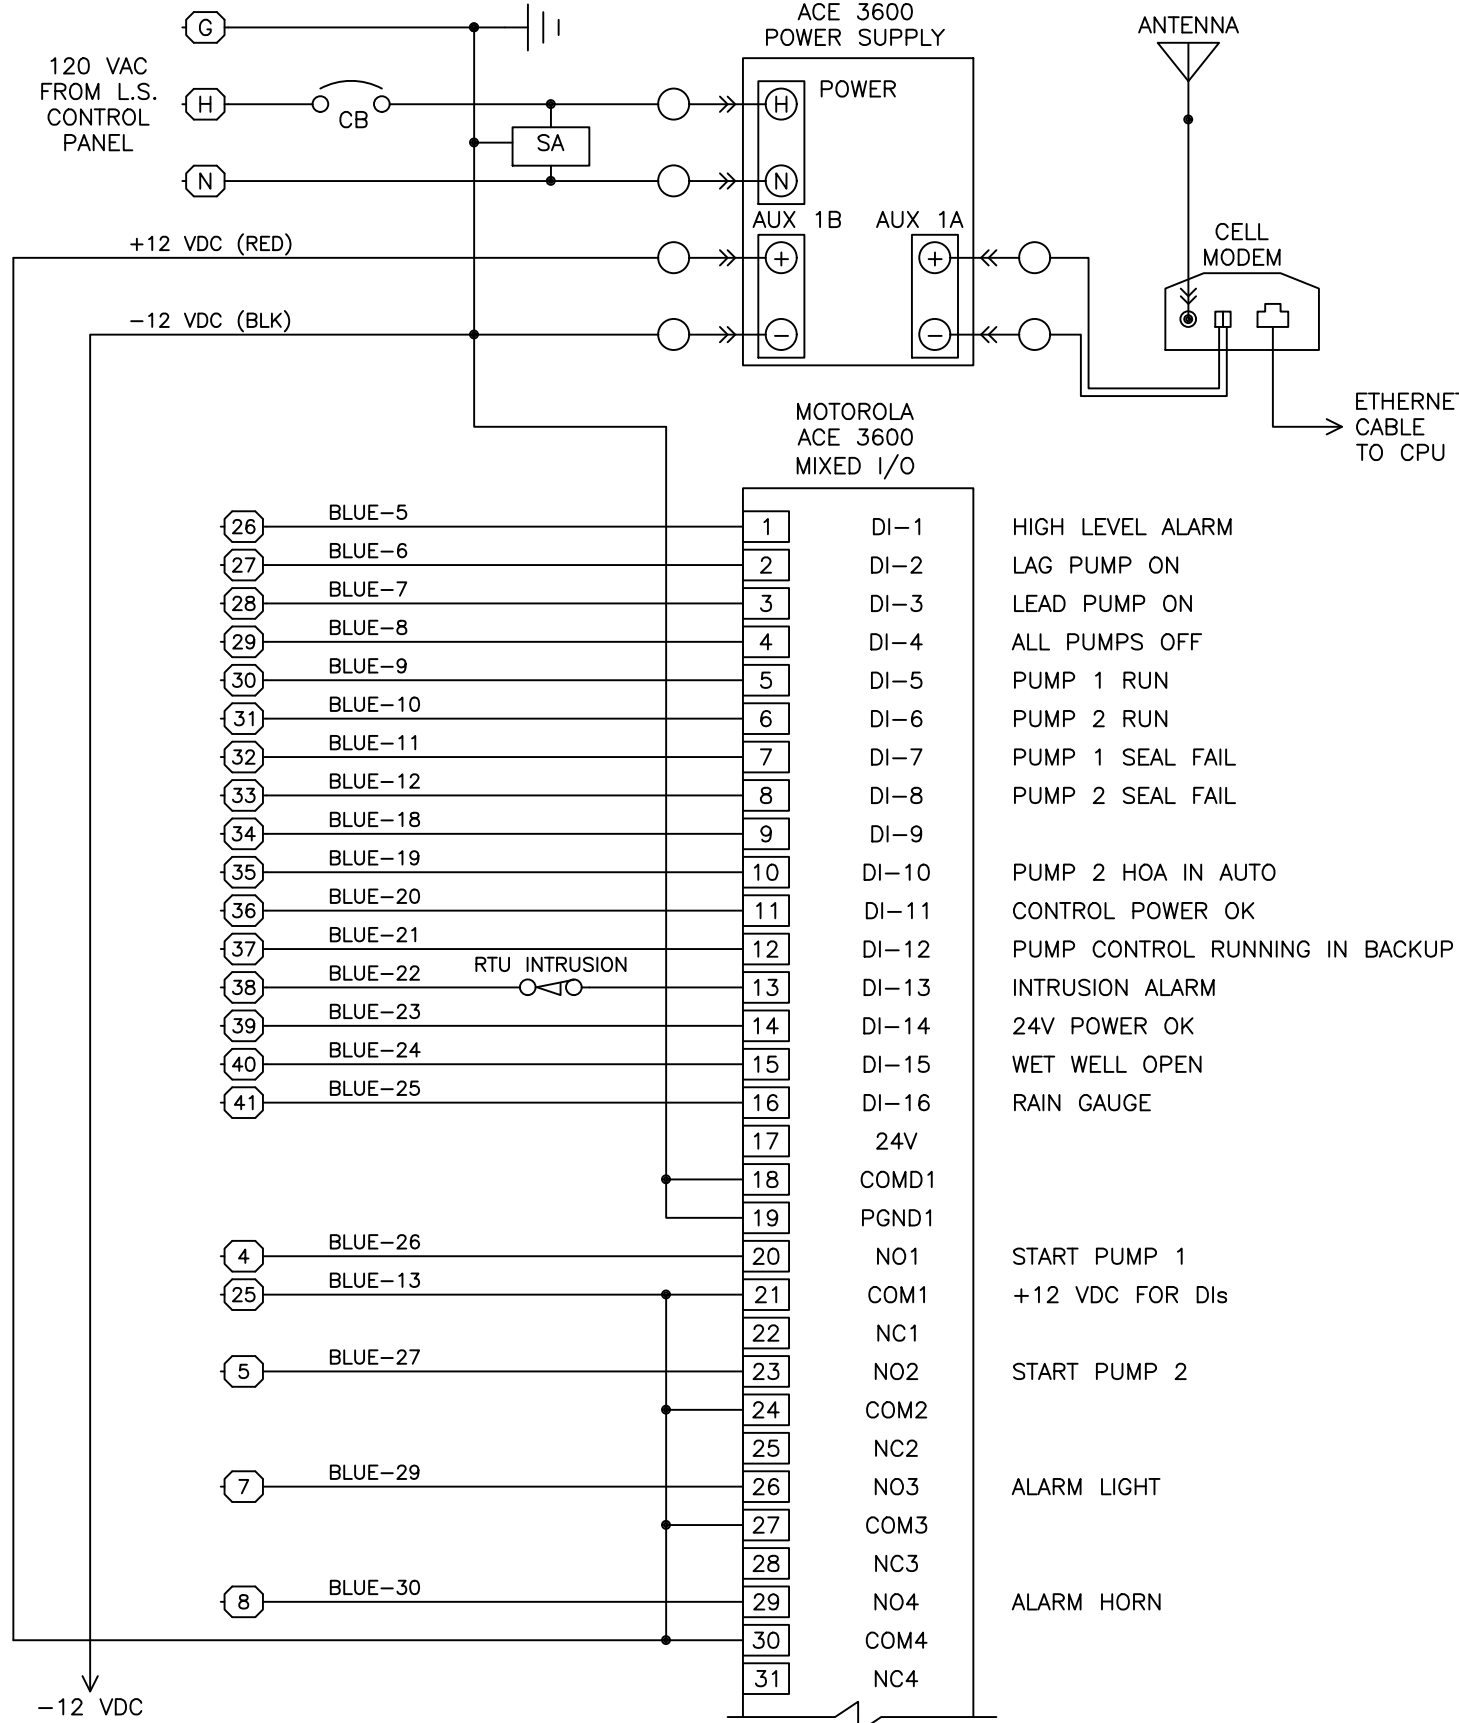 G
120 VAC
FROM L.S.
CONTROL
PANEL
H
CB
SA
N
ACE 3600
POWER SUPPLY
POWER
H
N
AUX 1B AUX 1A
+ +
− −
ANTENNA
CELL
MODEM
+12 VDC (RED)
−12 VDC (BLK)
ETHERNET
CABLE
TO CPU
MOTOROLA
ACE 3600
MIXED I/O
26 BLUE−5 1 DI−1 HIGH LEVEL ALARM
27 BLUE−6 2 DI−2 LAG PUMP ON
28 BLUE−7 3 DI−3 LEAD PUMP ON
29 BLUE−8 4 DI−4 ALL PUMPS OFF
30 BLUE−9 5 DI−5 PUMP 1 RUN
31 BLUE−10 6 DI−6 PUMP 2 RUN
32 BLUE−11 7 DI−7 PUMP 1 SEAL FAIL
33 BLUE−12 8 DI−8 PUMP 2 SEAL FAIL
34 BLUE−18 9 DI−9
35 BLUE−19 10 DI−10 PUMP 2 HOA IN AUTO
36 BLUE−20 11 DI−11 CONTROL POWER OK
37 BLUE−21 12 DI−12 PUMP CONTROL RUNNING IN BACKUP
38 BLUE−22 RTU INTRUSION 13 DI−13 INTRUSION ALARM
39 BLUE−23 14 DI−14 24V POWER OK
40 BLUE−24 15 DI−15 WET WELL OPEN
41 BLUE−25 16 DI−16 RAIN GAUGE
17 24V
18 COMD1
19 PGND1
4 BLUE−26 20 NO1 START PUMP 1
25 BLUE−13 21 COM1 +12 VDC FOR DIs
22 NC1
5 BLUE−27 23 NO2 START PUMP 2
24 COM2
25 NC2
7 BLUE−29 26 NO3 ALARM LIGHT
27 COM3
28 NC3
8 BLUE−30 29 NO4 ALARM HORN
30 COM4
31 NC4
−12 VDC